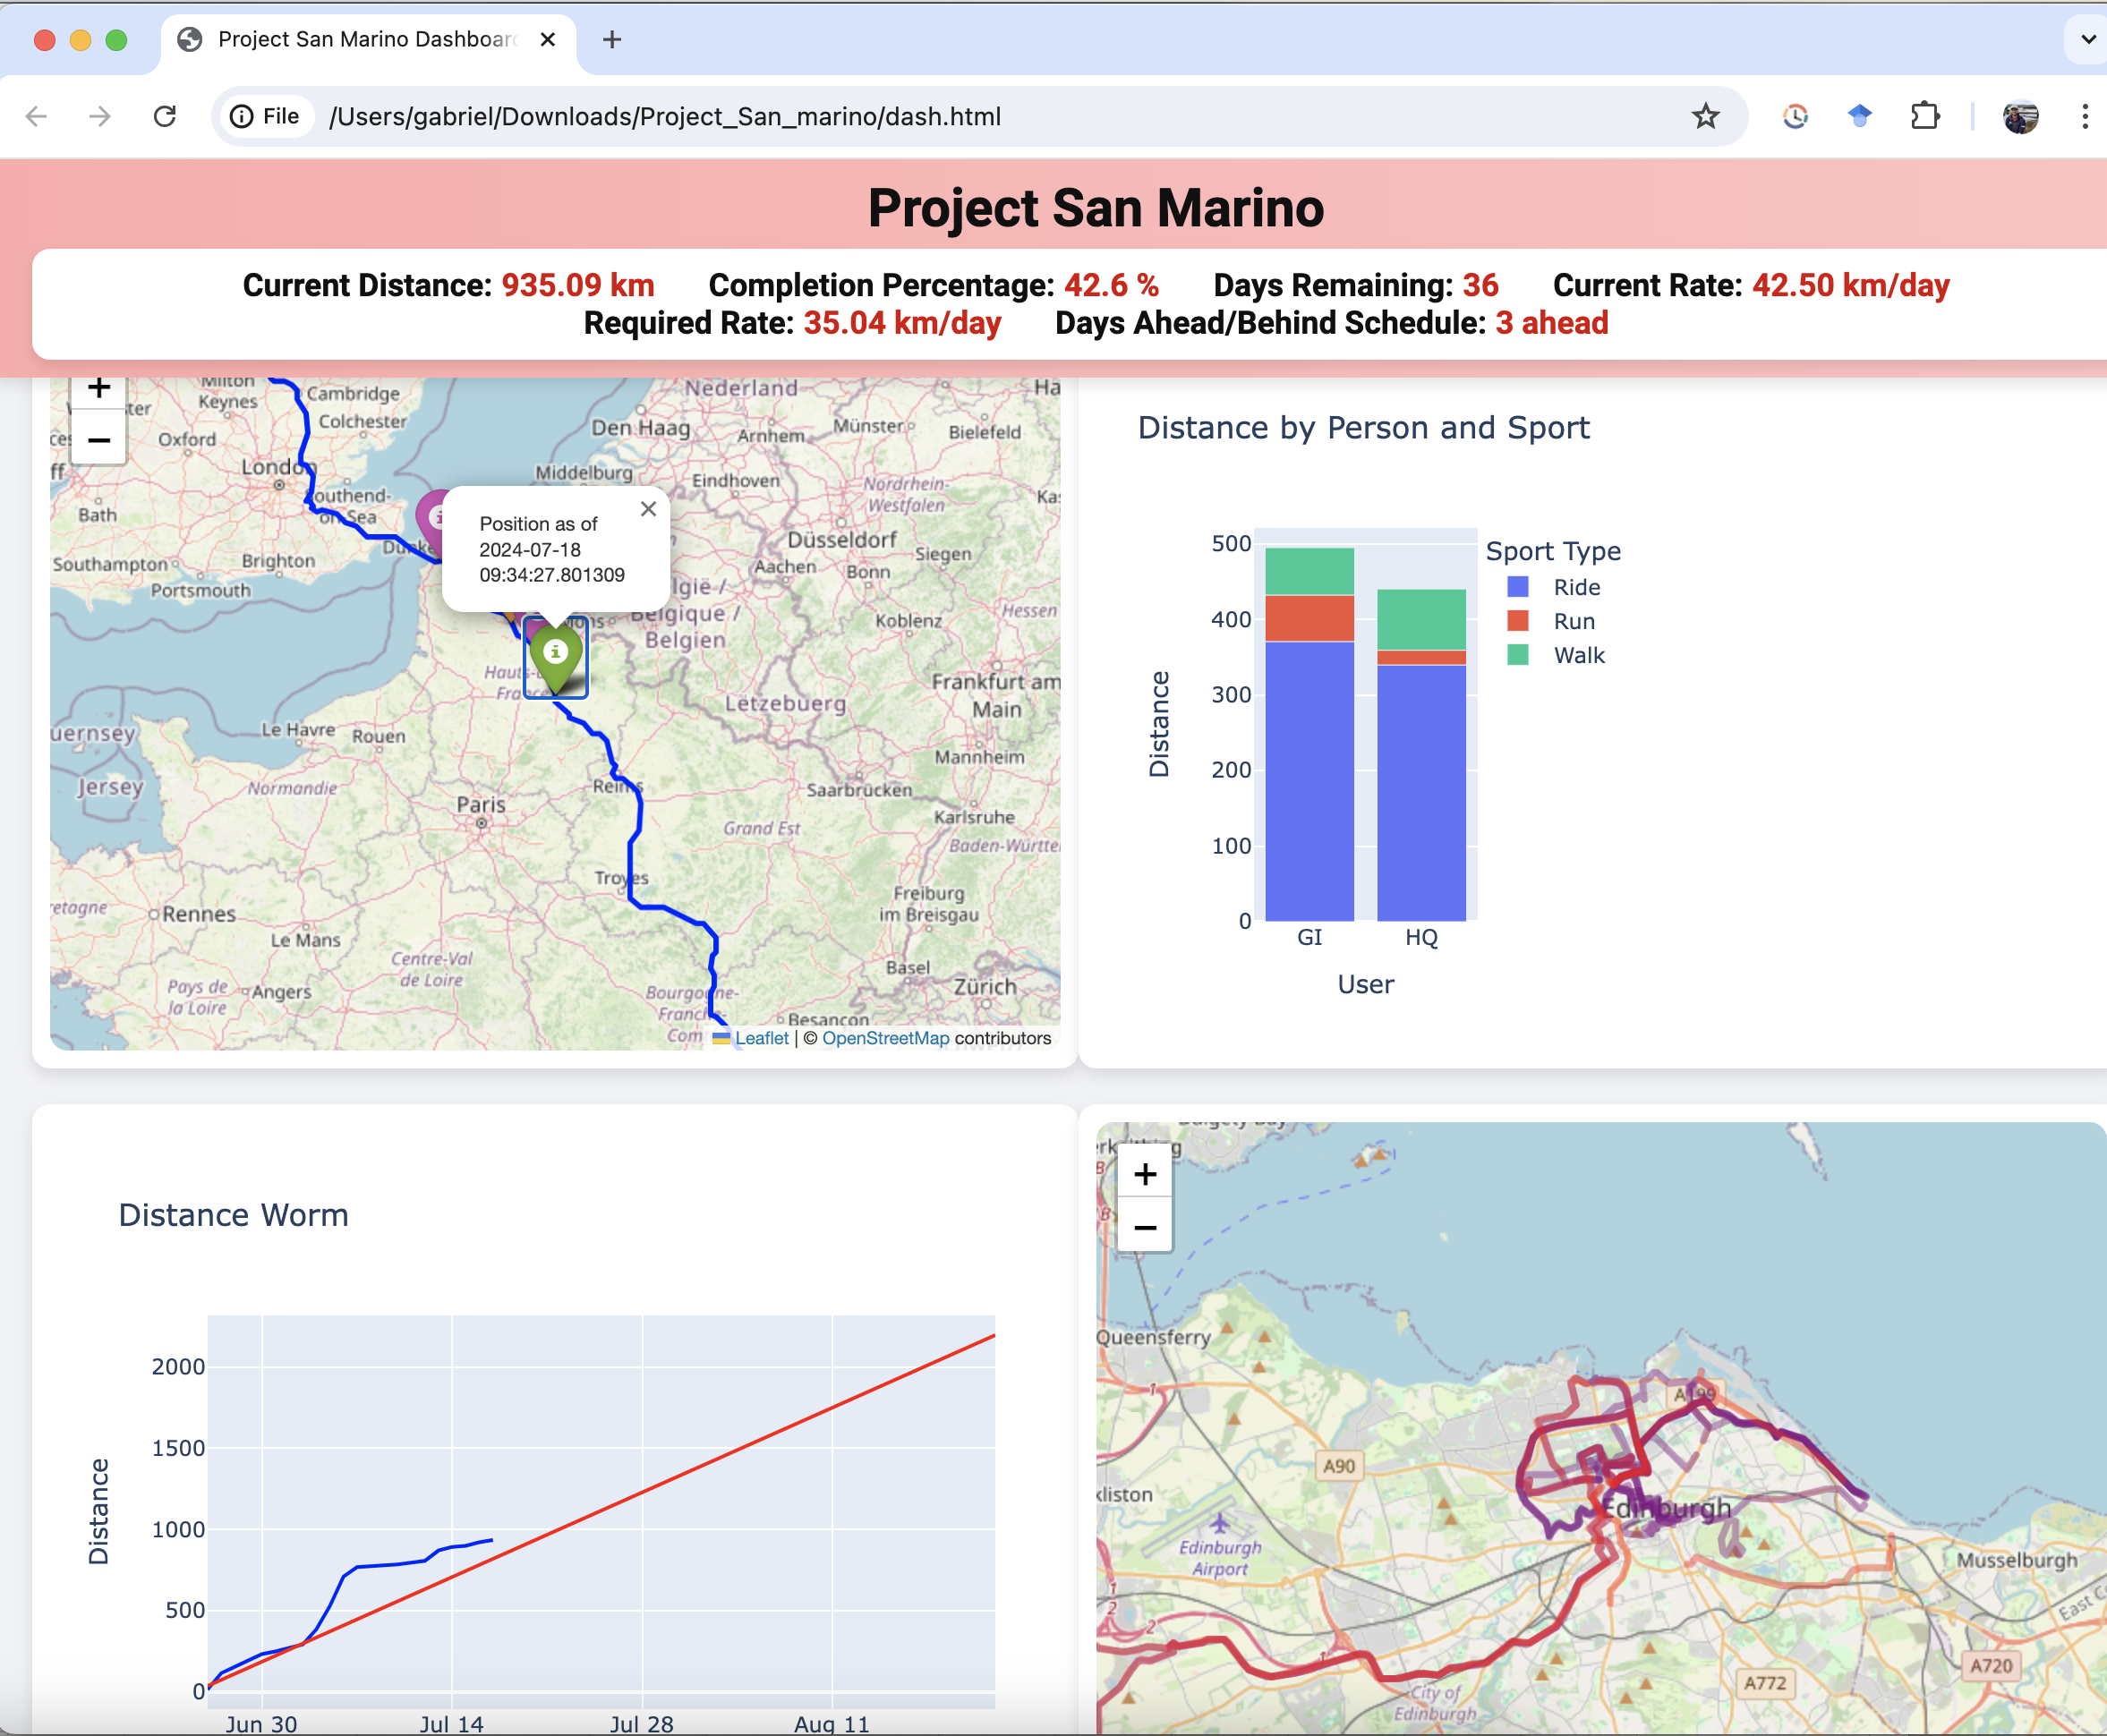 Project San Marino Dashboard
File /Users/gabriel/Downloads/Project_San_marino/dash.html
Project San Marino
Current Distance: 935.09 km Completion Percentage: 42.6 % Days Remaining: 36 Current Rate: 42.50 km/day
Required Rate: 35.04 km/day Days Ahead/Behind Schedule: 3 ahead
+
−
Milton
Keynes
Cambridge
Colchester
Oxford
London
Southend-
on-Sea
Bath
Southampton
Brighton
Portsmouth
Nederland
Den Haag
Arnhem
Münster
Bielefeld
Middelburg
Eindhoven
Nordrhein-
Westfalen
Düsseldorf
Siegen
Aachen
Bonn
Position as of
2024-07-18
09:34:27.801309
Belgique /
Belgien
Koblenz
Hessen
Frankfurt am
Main
Lëtzebuerg
Le Havre
Rouen
Jersey
Normandie
Mannheim
Reims
Saarbrücken
Paris
Karlsruhe
Grand Est
Troyes
Freiburg
im Breisgau
Rennes
Le Mans
Centre-Val
de Loire
Basel
Zürich
Pays de
la Loire
Angers
Bourgogne-
Besançon
Leaflet | © OpenStreetMap contributors
Distance by Person and Sport
500
400
300
200
100
0
Distance
GI
HQ
User
Sport Type
Ride
Run
Walk
Distance Worm
2000
1500
1000
500
0
Distance
Jun 30
Jul 14
Jul 28
Aug 11
+
−
Queensferry
1
A199
A90
Edinburgh
Edinburgh
Airport
Musselburgh
1
2
2
1
City of
Edinburgh
A772
A720